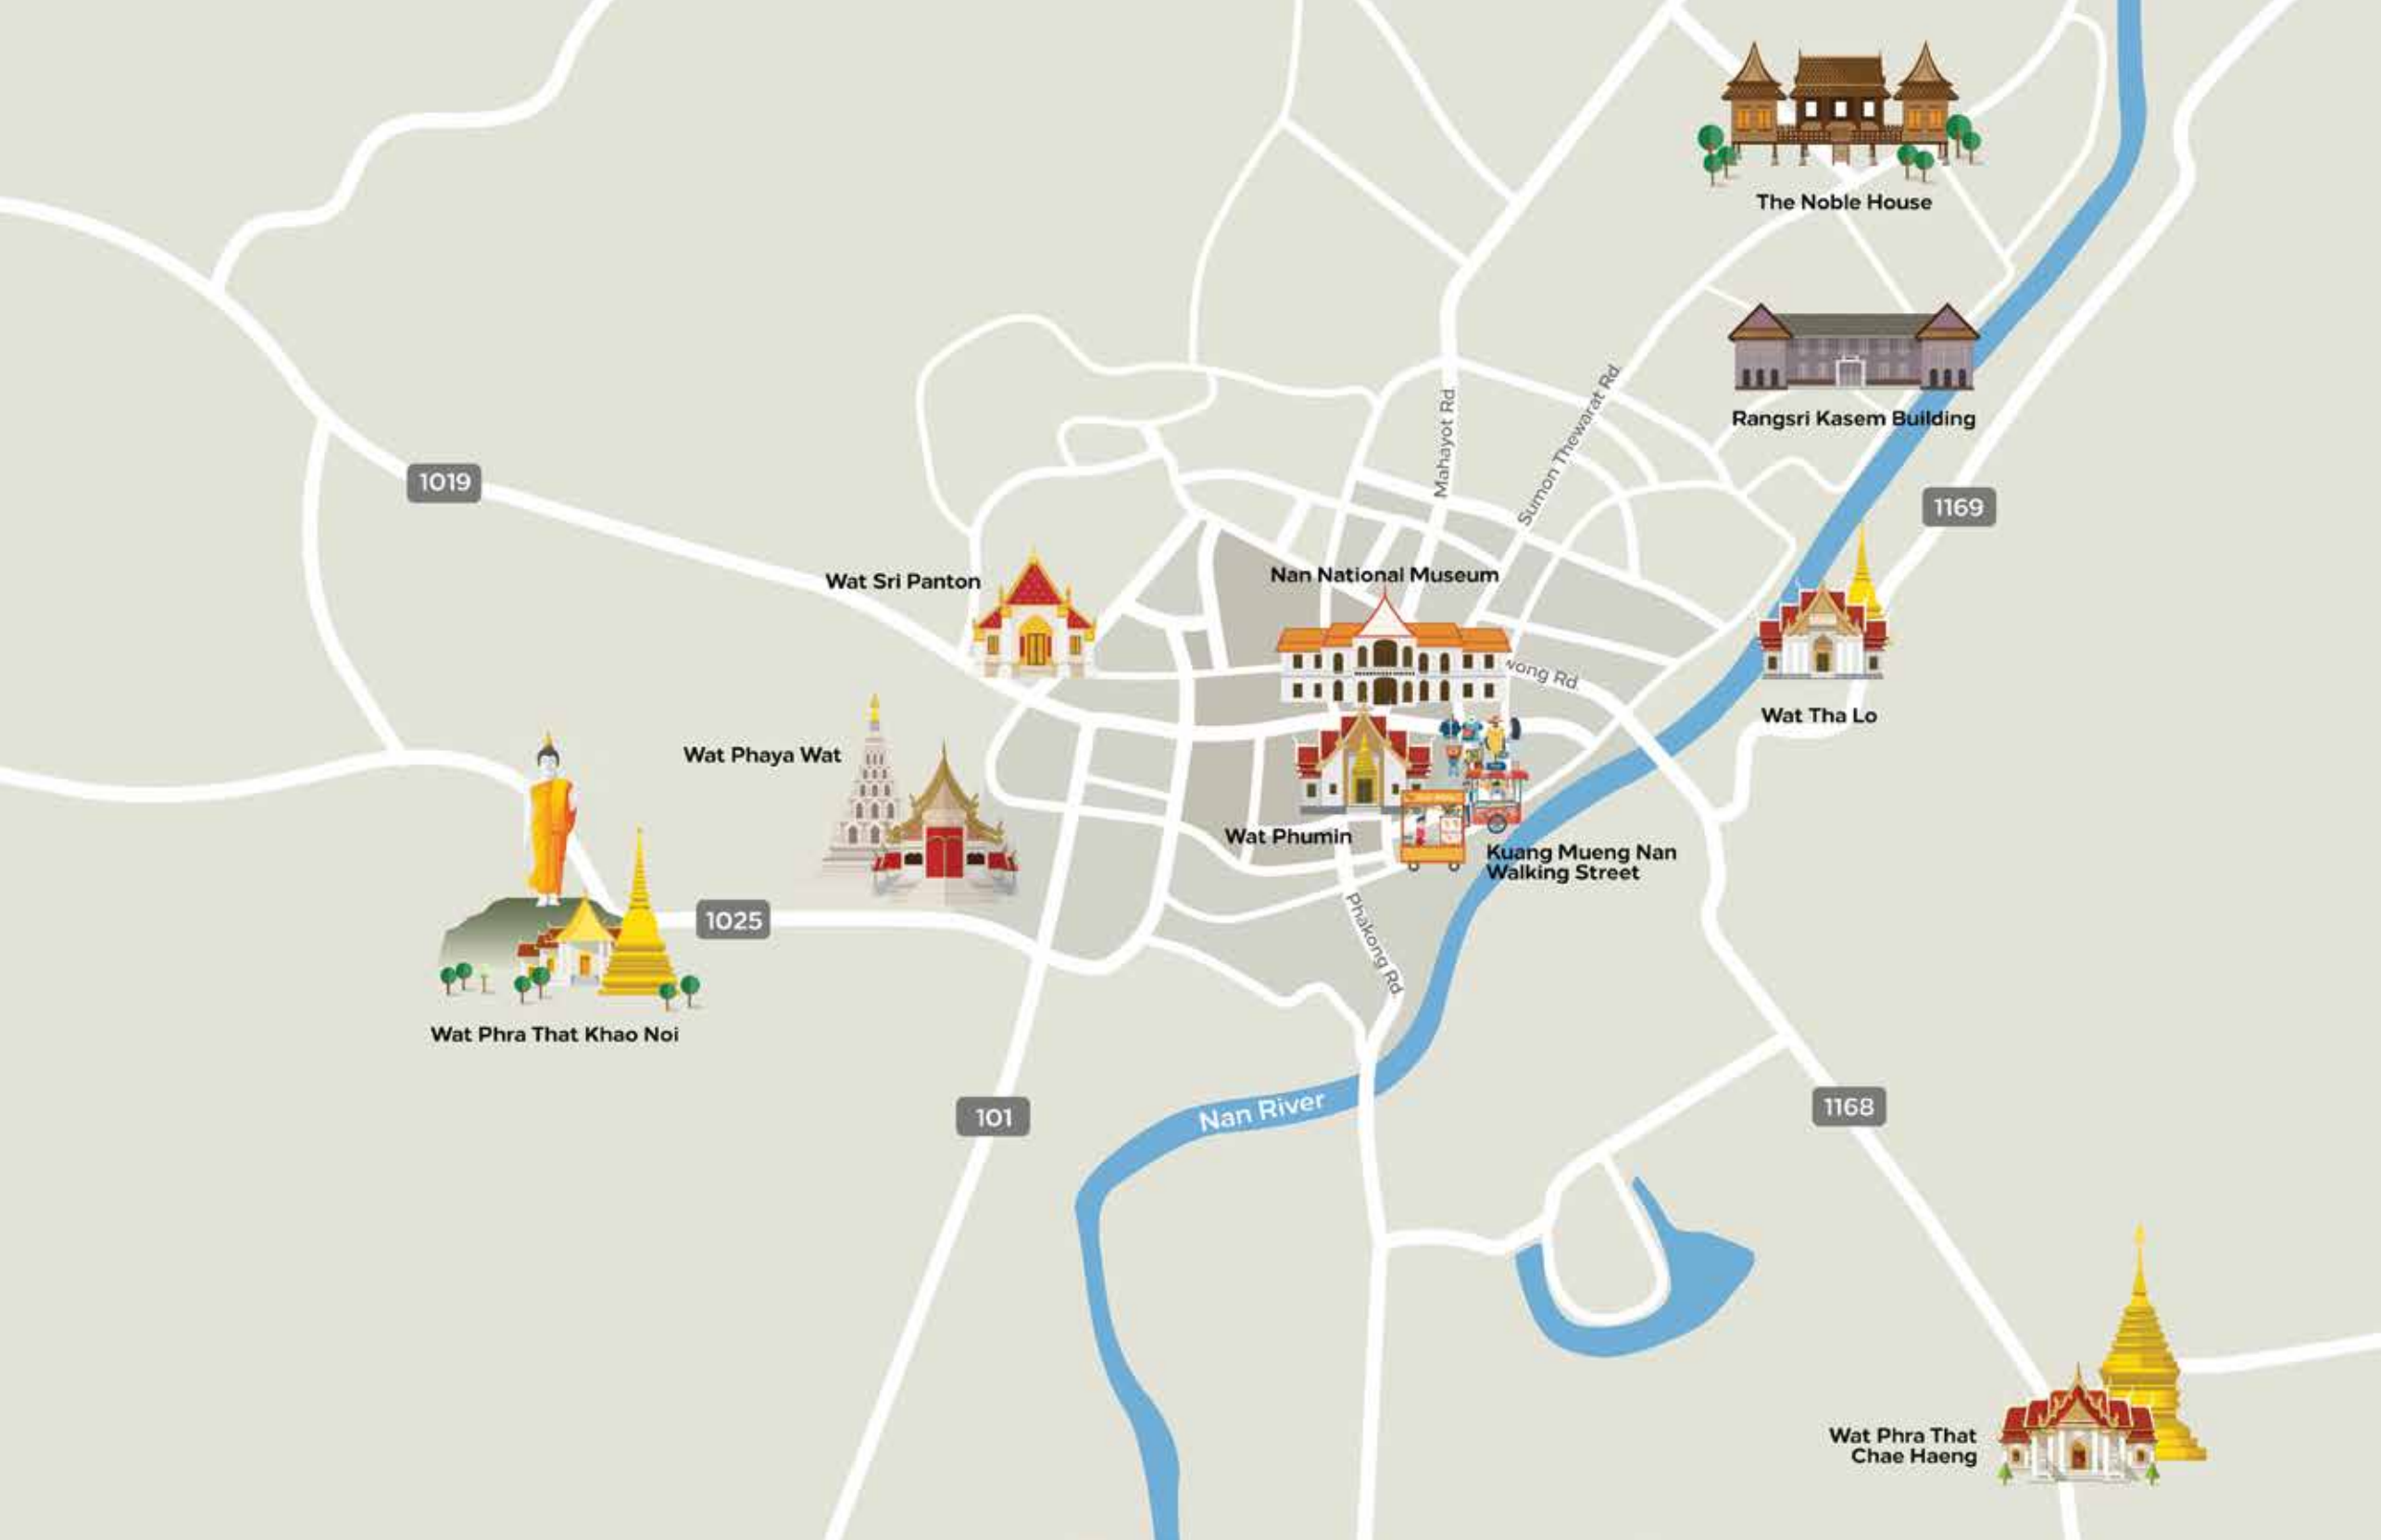 The Noble House
Rangsri Kasem Building
Mahayot Rd
Sumon Thewarat Rd.
1019
1169
Wat Sri Panton
Nan National Museum
Rd.
Wat Tha Lo
Wat Phaya Wat
Wat Phumin
Kuang Mueng Nan
Walking Street
1025
Phakong Rd.
Wat Phra That Khao Noi
101
Nan River
1168
Wat Phra That
Chae Haeng